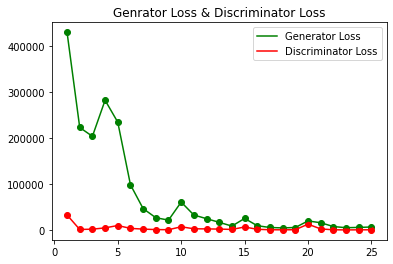 Genrator Loss & Discriminator Loss
Generator Loss
Discriminator Loss
400000
300000
200000
100000
0
0 5 10 15 20 25